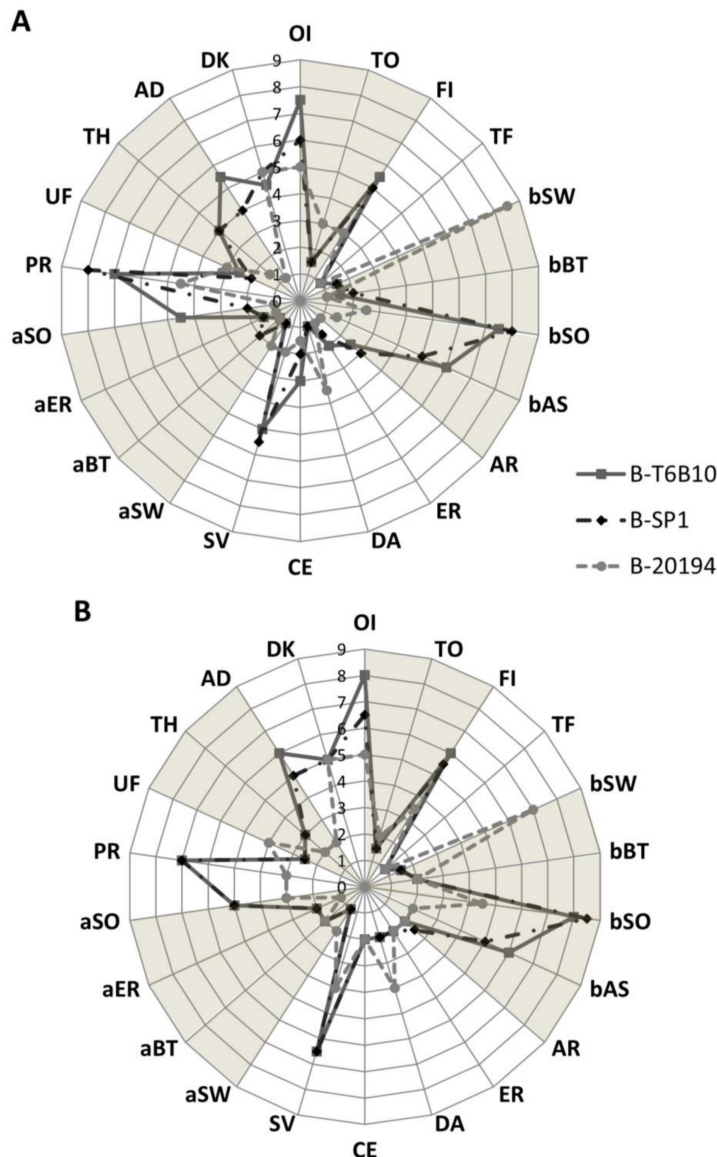 A
OI
DK
TO
AD
FI
TH
TF
UF
bSW
PR
bBT
aSO
bSO
aER
bAS
aBT
AR
aSW
ER
SV
DA
CE
9
8
7
6
5
4
3
2
1
0
B-T6B10
B-SP1
B-20194
B
OI
DK
TO
AD
FI
TH
TF
UF
bSW
PR
bBT
aSO
bSO
aER
bAS
aBT
AR
aSW
ER
SV
DA
CE
9
8
7
6
5
4
3
2
1
0